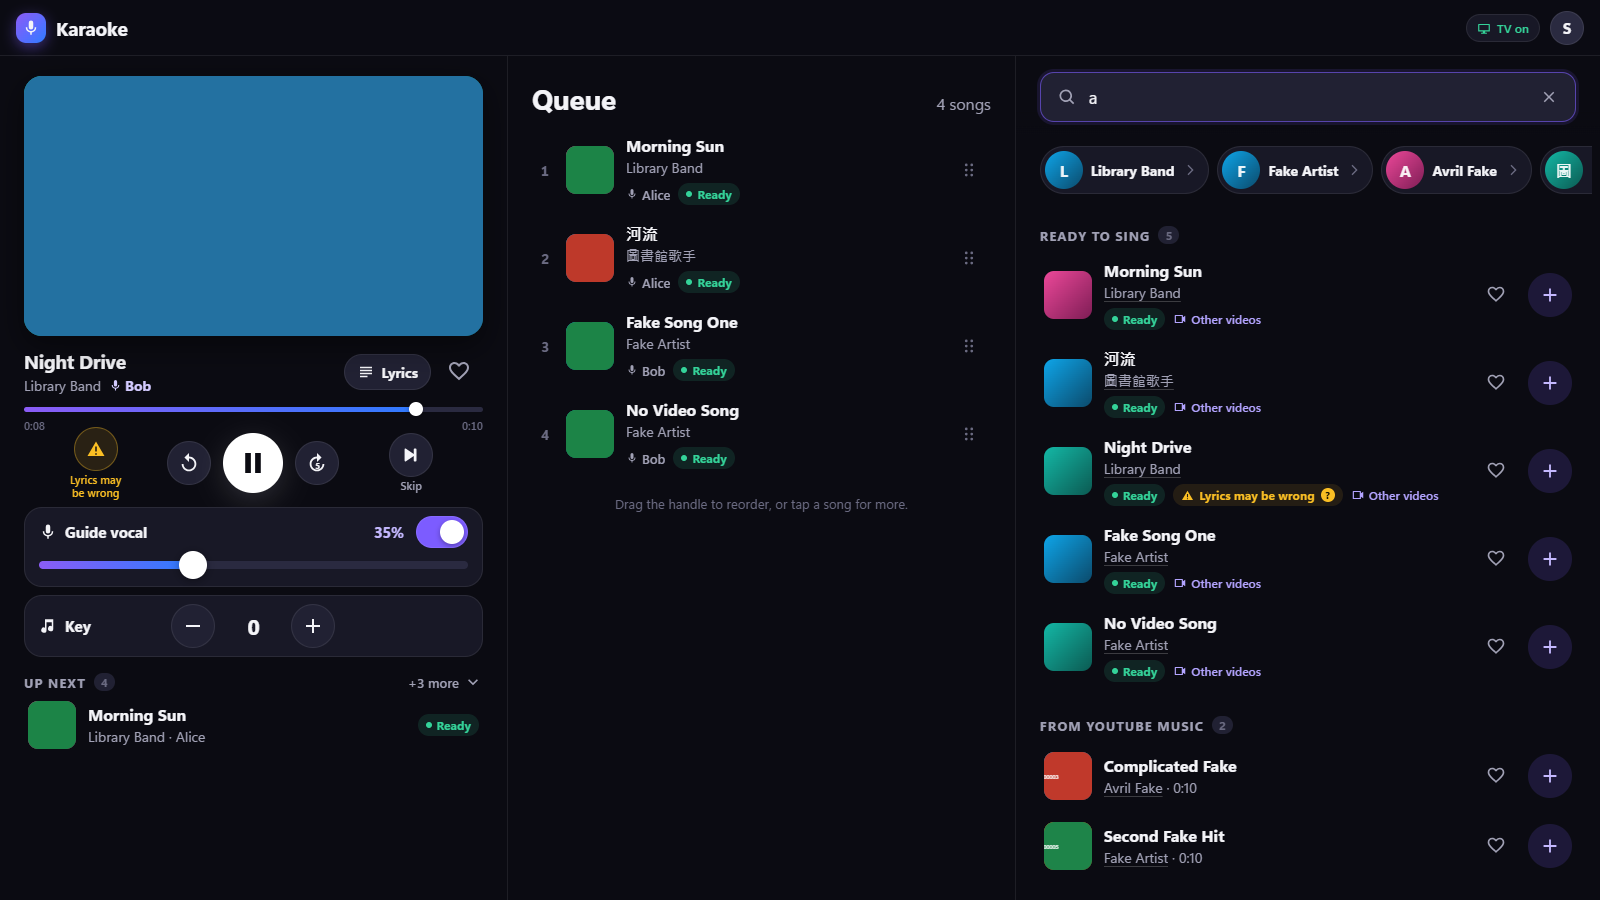 Karaoke
TV on
S
Night Drive
Library Band Bob
Lyrics
0:08
0:10
Lyrics may
be wrong
5
Skip
Guide vocal
35%
Key
0
UP NEXT 4
+3 more
Morning Sun
Library Band · Alice
Ready
Queue
4 songs
1
Morning Sun
Library Band
Alice Ready
2
河流
圖書館歌手
Alice Ready
3
Fake Song One
Fake Artist
Bob Ready
4
No Video Song
Fake Artist
Bob Ready
Drag the handle to reorder, or tap a song for more.
a
L Library Band
F Fake Artist
A Avril Fake
圖
READY TO SING 5
Morning Sun
Library Band
Ready Other videos
河流
圖書館歌手
Ready Other videos
Night Drive
Library Band
Ready Lyrics may be wrong ? Other videos
Fake Song One
Fake Artist
Ready Other videos
No Video Song
Fake Artist
Ready Other videos
FROM YOUTUBE MUSIC 2
Complicated Fake
Avril Fake · 0:10
Second Fake Hit
Fake Artist · 0:10